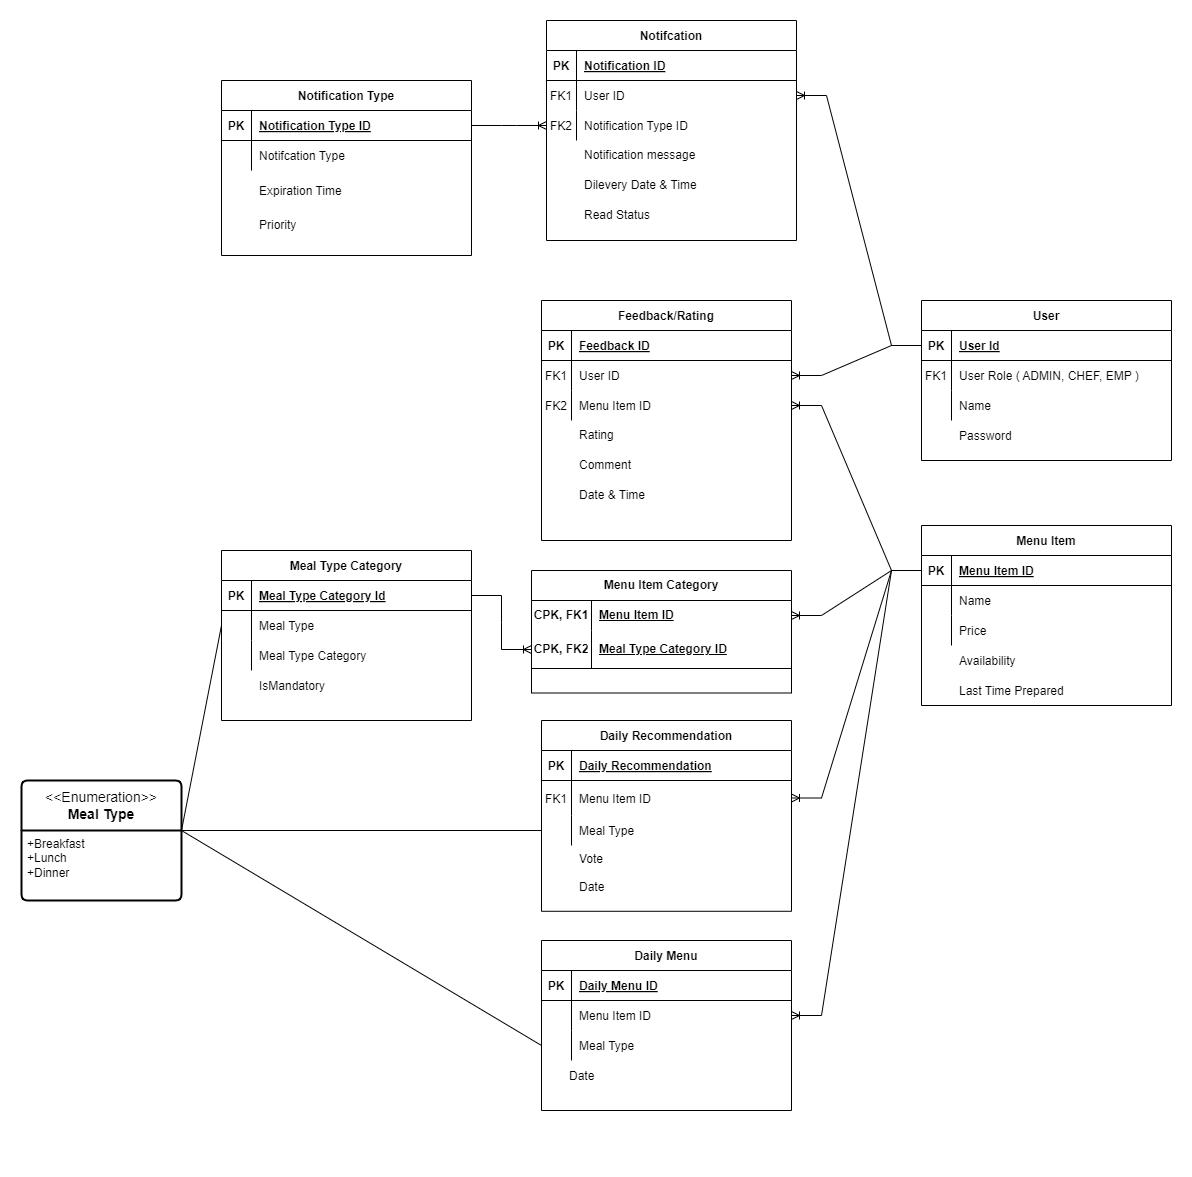 Notifcation
PK Notification ID
FK1 User ID
FK2 Notification Type ID
Notification message
Dilevery Date & Time
Read Status
Notification Type
PK Notification Type ID
Notifcation Type
Expiration Time
Priority
Feedback/Rating
PK Feedback ID
FK1 User ID
FK2 Menu Item ID
Rating
Comment
Date & Time
User
PK User Id
FK1 User Role ( ADMIN, CHEF, EMP )
Name
Password
Menu Item
PK Menu Item ID
Name
Price
Availability
Last Time Prepared
Meal Type Category
PK Meal Type Category Id
Meal Type
Meal Type Category
IsMandatory
Menu Item Category
CPK, FK1 Menu Item ID
CPK, FK2 Meal Type Category ID
Daily Recommendation
PK Daily Recommendation
FK1 Menu Item ID
Meal Type
Vote
Date
<<Enumeration>>
Meal Type
+Breakfast
+Lunch
+Dinner
Daily Menu
PK Daily Menu ID
Menu Item ID
Meal Type
Date